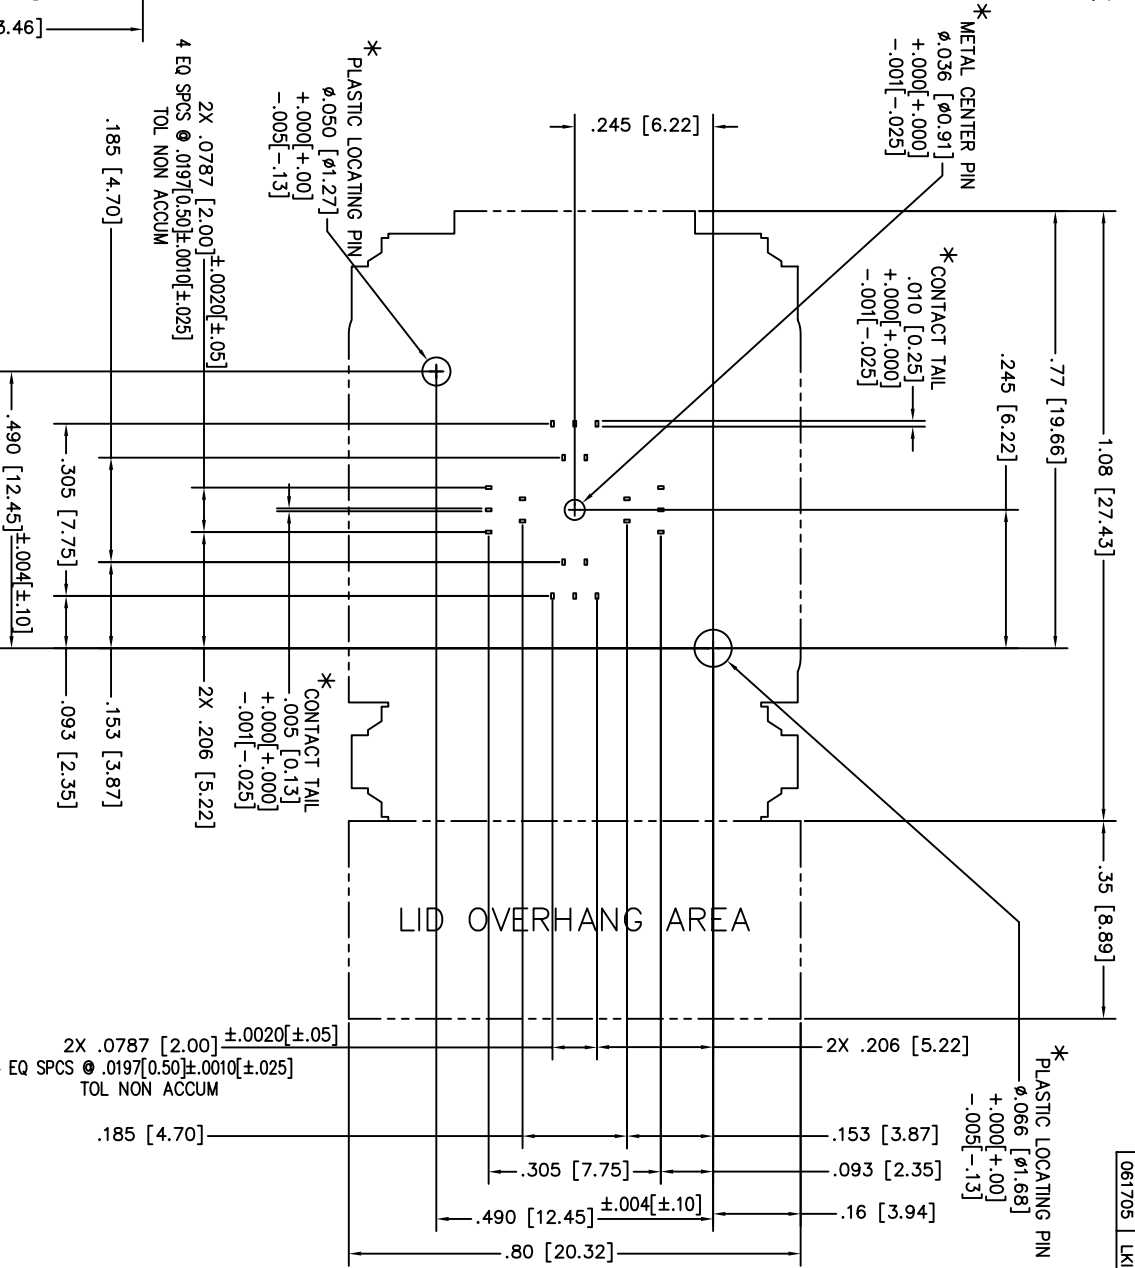 3.46]
* METAL CENTER PIN
ø.036 [ø0.91]
+.000[+.000]
-.001[-.025]
* PLASTIC LOCATING PIN
ø.050 [ø1.27]
+.000[+.00]
-.005[-.13]
4 EQ SPCS @ .0197[0.50]±.0010[±.025]
2X .0787 [2.00]±.0020[±.05]
TOL NON ACCUM
.185 [4.70]
.245 [6.22]
* CONTACT TAIL
.010 [0.25]
+.000[+.000]
-.001[-.025]
.245 [6.22]
.77 [19.66]
1.08 [27.43]
.490 [12.45]±.004[±.10]
.305 [7.75]
* CONTACT TAIL
.005 [0.13]
+.000[+.000]
-.001[-.025]
2X .206 [5.22]
.153 [3.87]
.093 [2.35]
.35 [8.89]
LID OVERHANG AREA
2X .0787 [2.00]±.0020[±.05]
EQ SPCS @ .0197[0.50]±.0010[±.025]
TOL NON ACCUM
2X .206 [5.22]
* PLASTIC LOCATING PIN
ø.066 [ø1.68]
+.000[+.00]
-.005[-.13]
.185 [4.70]
.153 [3.87]
.305 [7.75]
.093 [2.35]
.490 [12.45]±.004[±.10]
.16 [3.94]
.80 [20.32]
061705 LKI